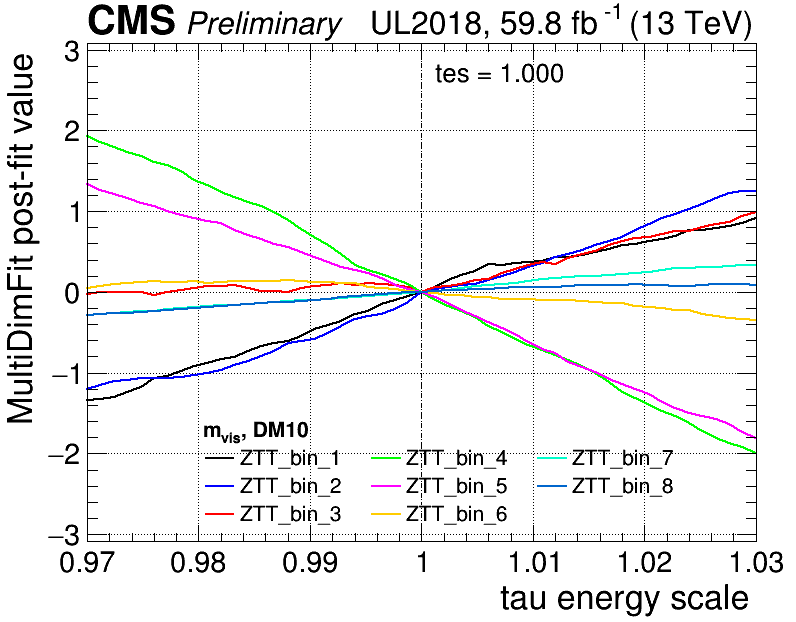 CMS Preliminary UL2018, 59.8 fb⁻¹ (13 TeV)
MultiDimFit post-fit value
tes = 1.000
3
2
1
0
−1
−2
−3
m_vis, DM10
ZTT_bin_1 ZTT_bin_4 ZTT_bin_7
ZTT_bin_2 ZTT_bin_5 ZTT_bin_8
ZTT_bin_3 ZTT_bin_6
0.97 0.98 0.99 1 1.01 1.02 1.03
tau energy scale